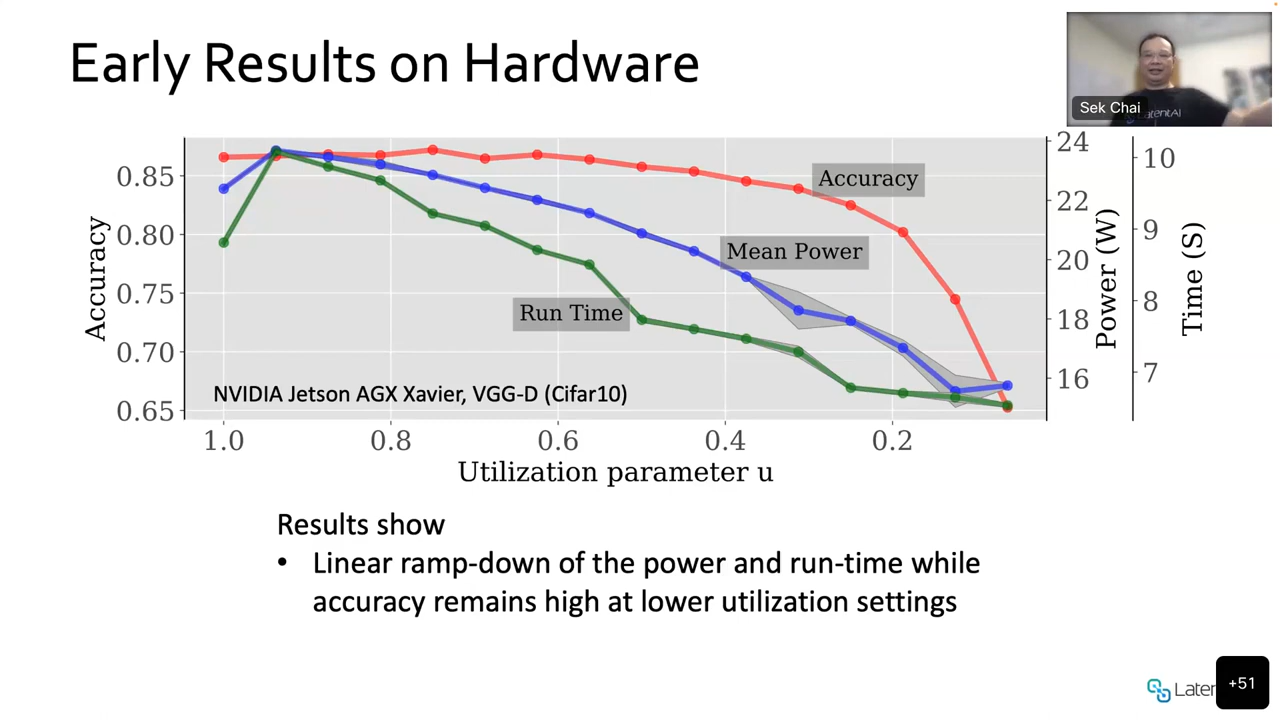 Early Results on Hardware
Sek Chai
LatentAI
0.85
0.80
0.75
0.70
0.65
Accuracy
1.0
0.8
0.6
0.4
0.2
Utilization parameter u
24
22
20
18
16
Power (W)
10
9
8
7
Time (S)
Accuracy
Mean Power
Run Time
NVIDIA Jetson AGX Xavier, VGG-D (Cifar10)
Results show
• Linear ramp-down of the power and run-time while
accuracy remains high at lower utilization settings
+51